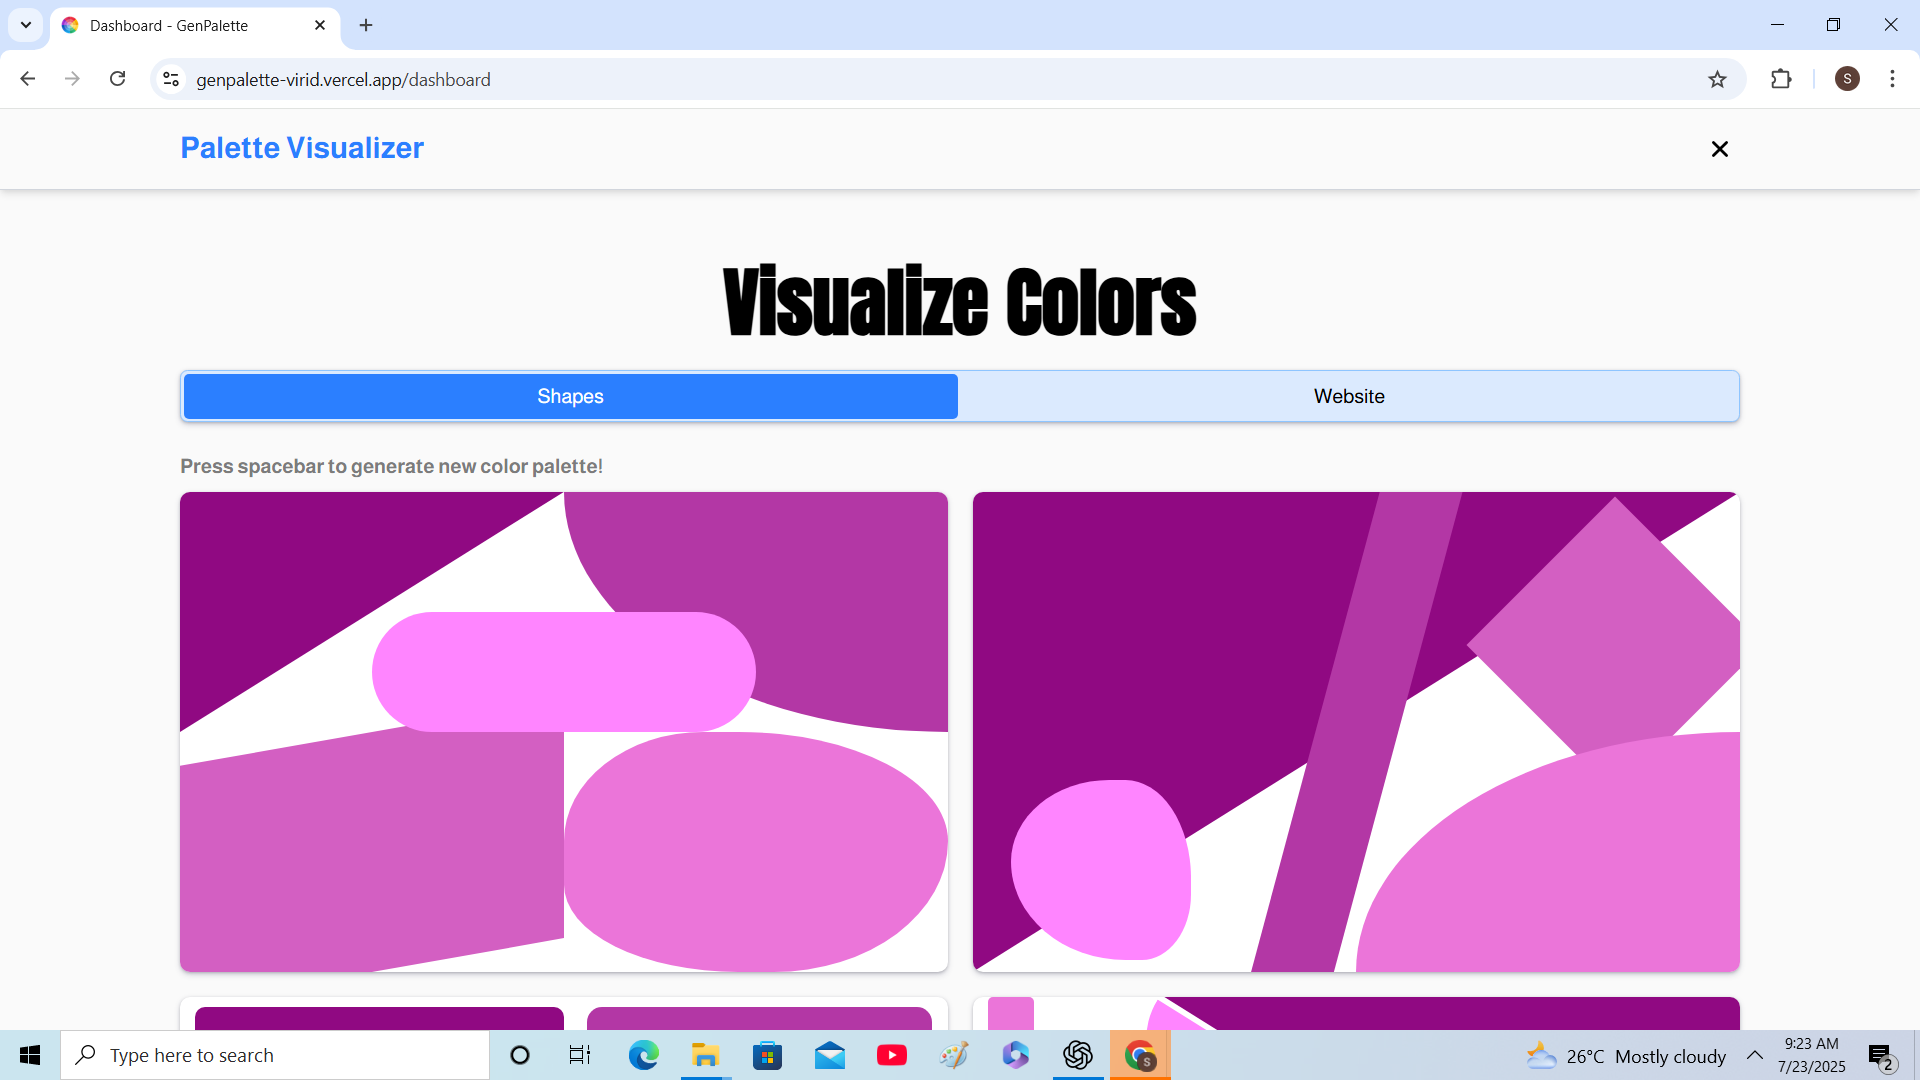 Dashboard - GenPalette
genpalette-virid.vercel.app/dashboard
S
Palette Visualizer
Visualize Colors
Shapes
Website
Press spacebar to generate new color palette!
Type here to search
S
26°C Mostly cloudy
9:23 AM
7/23/2025
2